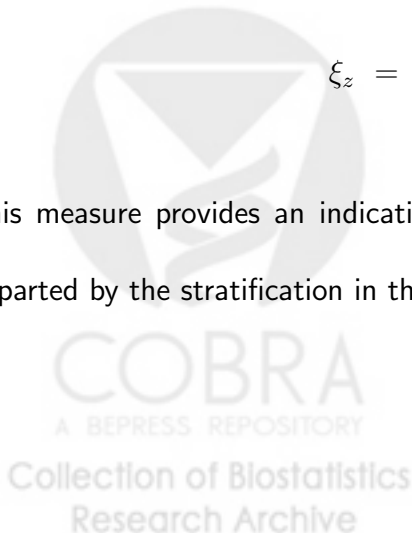 ξ_z =
his measure provides an indicati
parted by the stratification in th
COBRA
A BEPRESS REPOSITORY
Collection of Biostatistics
Research Archive